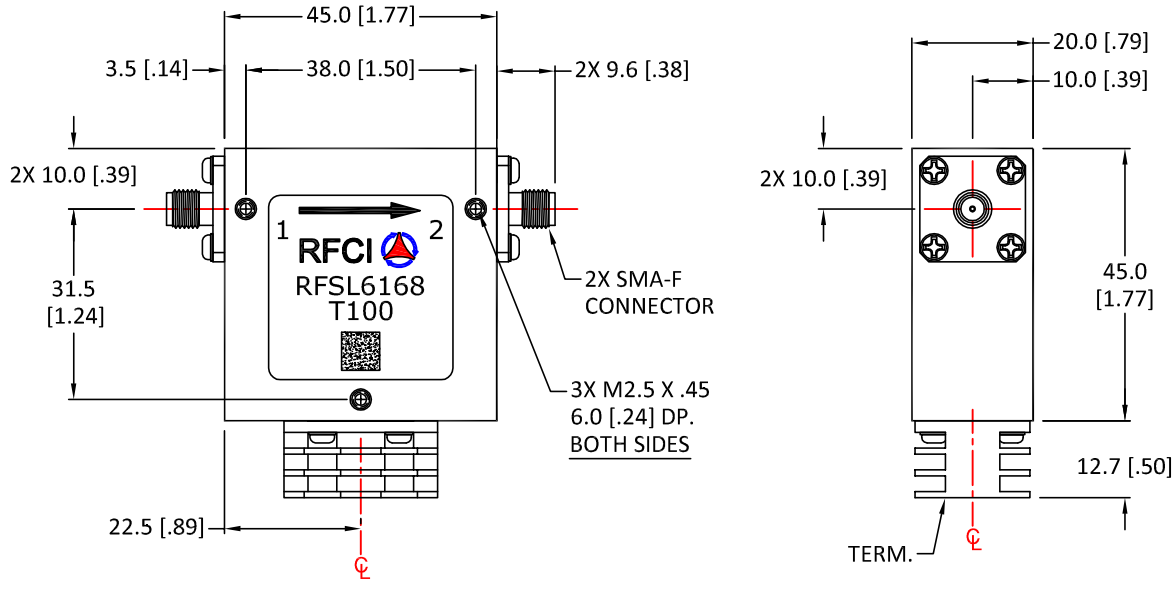 45.0 [1.77]
3.5 [.14]
38.0 [1.50]
2X 9.6 [.38]
2X 10.0 [.39]
31.5
[1.24]
1
2
RFCI
RFSL6168
T100
2X SMA-F
CONNECTOR
3X M2.5 X .45
6.0 [.24] DP.
BOTH SIDES
22.5 [.89]
℄
20.0 [.79]
10.0 [.39]
2X 10.0 [.39]
45.0
[1.77]
12.7 [.50]
TERM.
℄